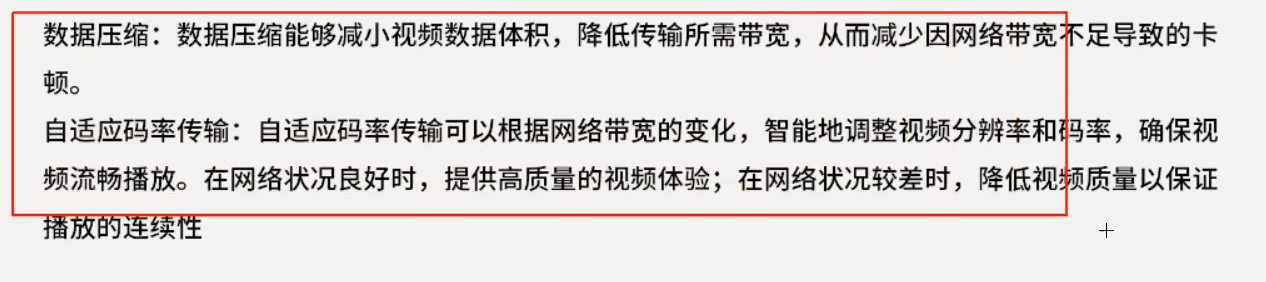 数据压缩：数据压缩能够减小视频数据体积，降低传输所需带宽，从而减少因网络带宽不足导致的卡
顿。
自适应码率传输：自适应码率传输可以根据网络带宽的变化，智能地调整视频分辨率和码率，确保视
频流畅播放。在网络状况良好时，提供高质量的视频体验；在网络状况较差时，降低视频质量以保证
播放的连续性